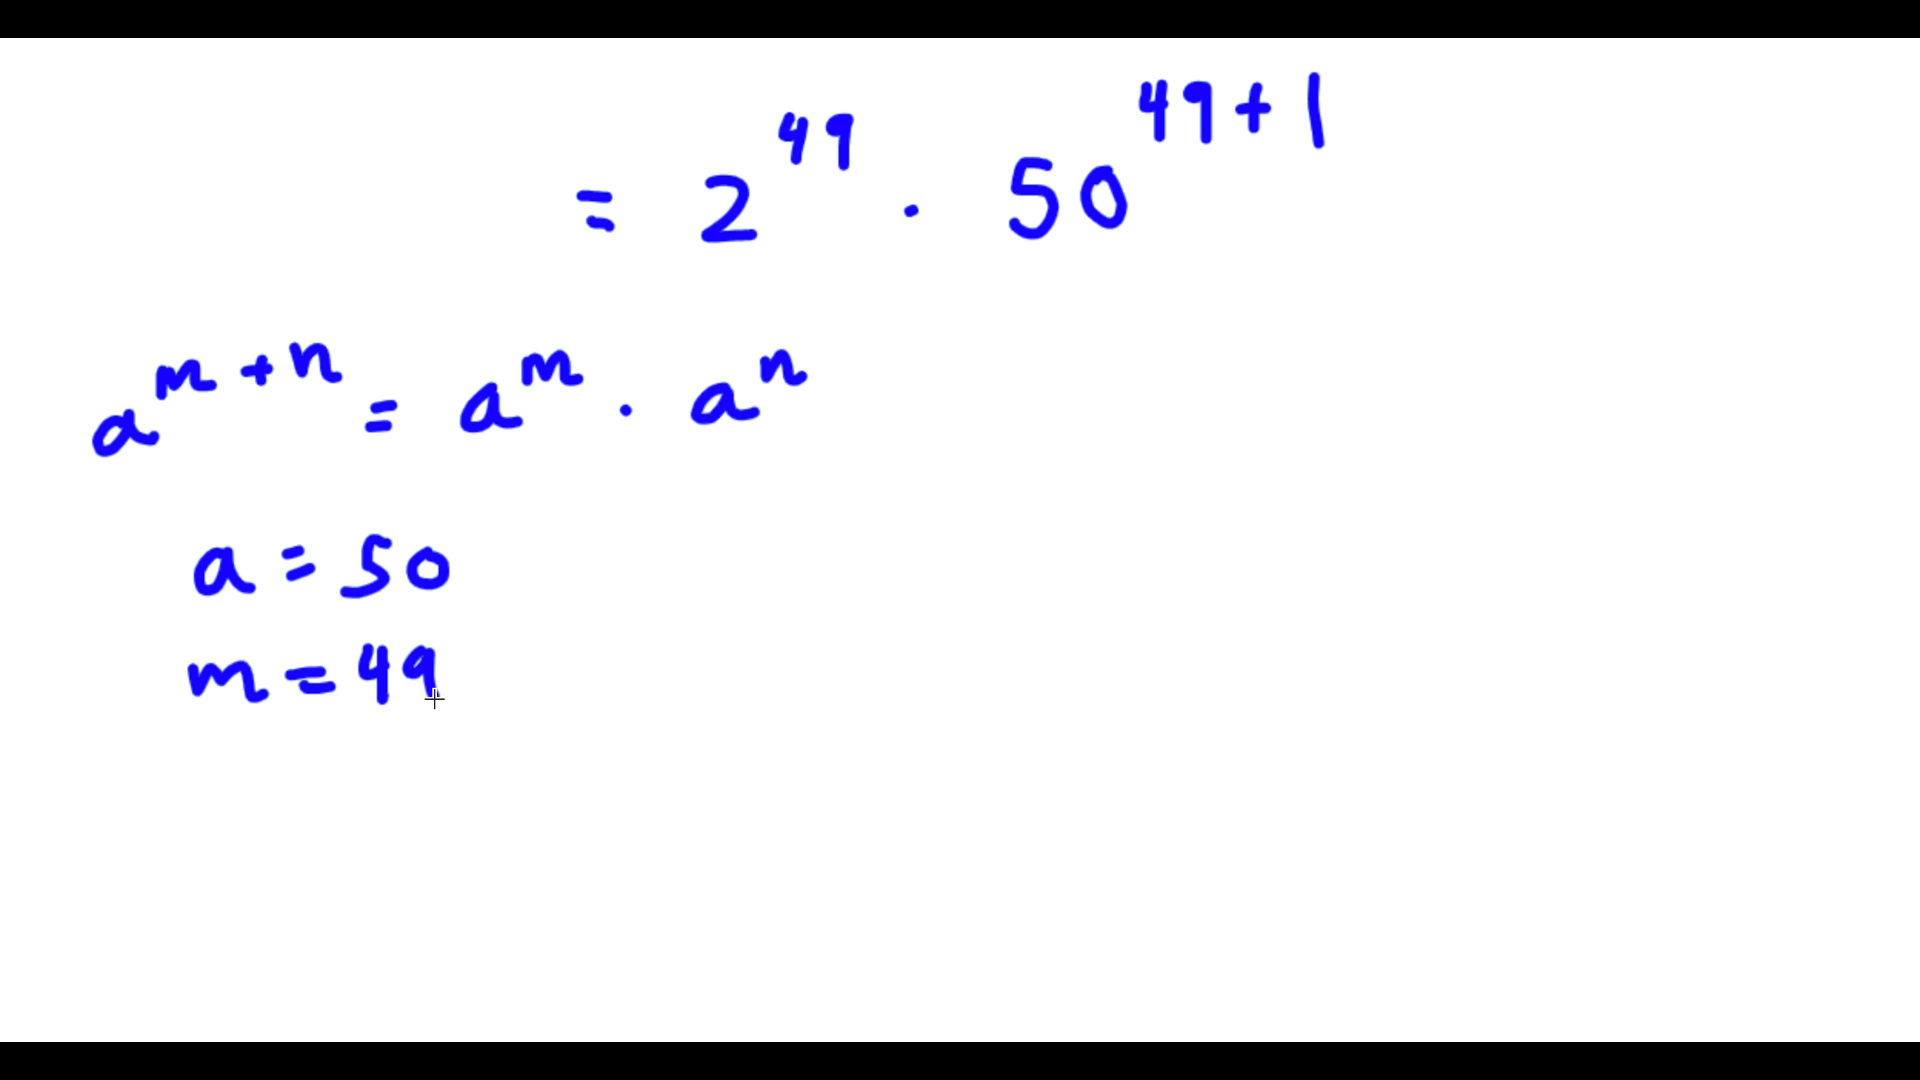 = 2^49 · 50^49+1
a^m+n = a^m · a^n
a = 50
m = 49